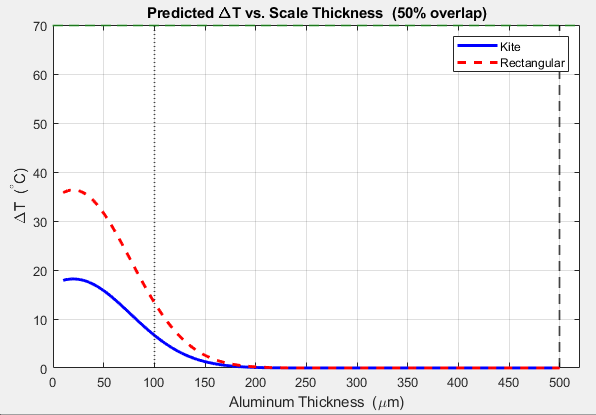 Predicted ΔT vs. Scale Thickness (50% overlap)
70
60
50
40
30
20
10
0
ΔT (°C)
Kite
Rectangular
0 50 100 150 200 250 300 350 400 450 500
Aluminum Thickness (μm)